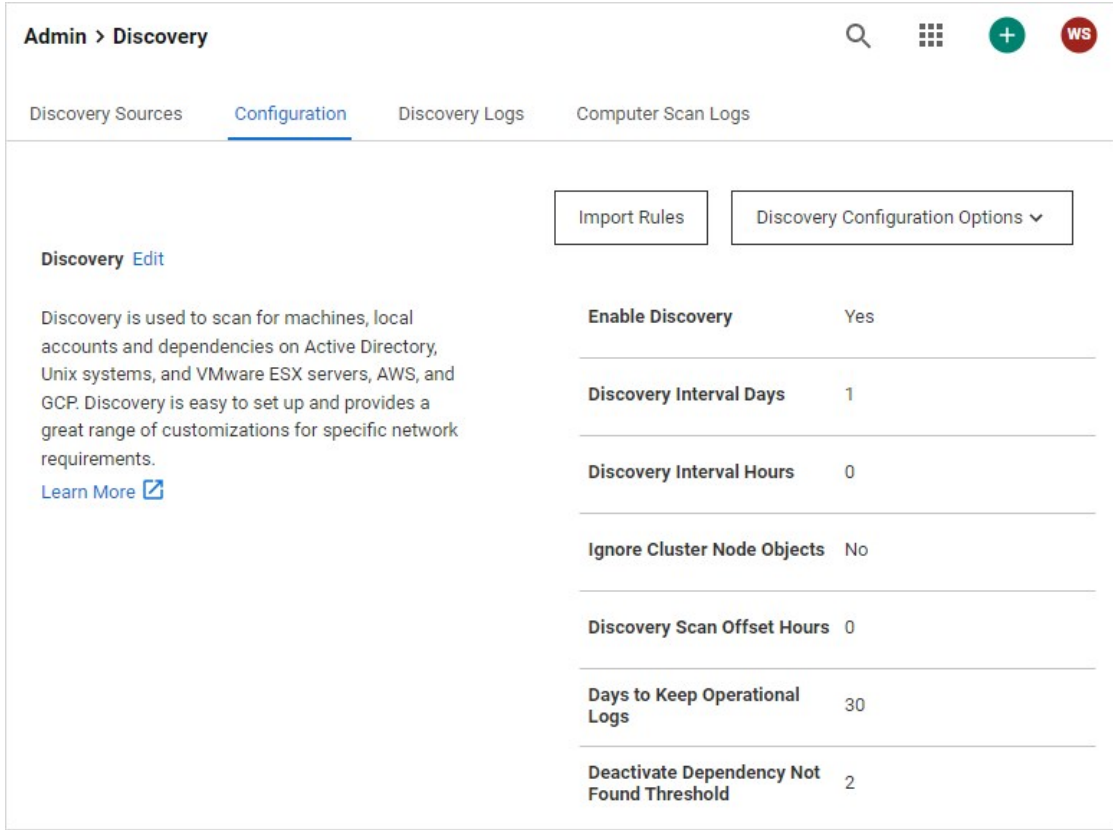 Admin > Discovery
+
WS
Discovery Sources
Configuration
Discovery Logs
Computer Scan Logs
Import Rules
Discovery Configuration Options
Discovery Edit
Discovery is used to scan for machines, local
accounts and dependencies on Active Directory,
Unix systems, and VMware ESX servers, AWS, and
GCP. Discovery is easy to set up and provides a
great range of customizations for specific network
requirements.
Learn More
Enable Discovery Yes
Discovery Interval Days 1
Discovery Interval Hours 0
Ignore Cluster Node Objects No
Discovery Scan Offset Hours 0
Days to Keep Operational
Logs
30
Deactivate Dependency Not
Found Threshold
2